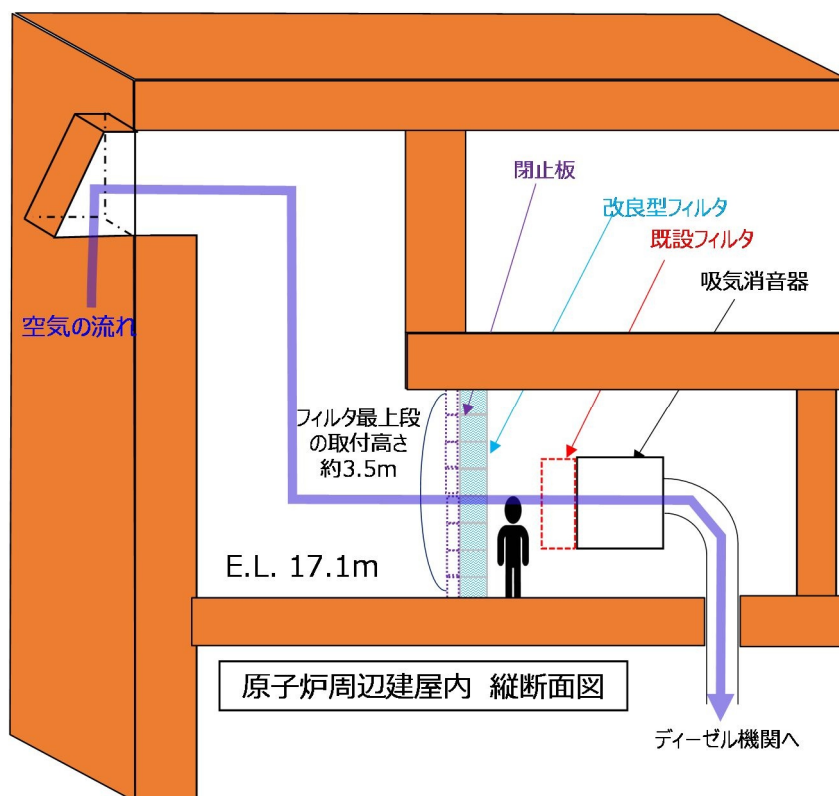 閉止板
改良型フィルタ
既設フィルタ
吸気消音器
空気の流れ
フィルタ最上段
の取付高さ
約3.5m
E.L. 17.1m
原子炉周辺建屋内 縦断面図
ディーゼル機関へ